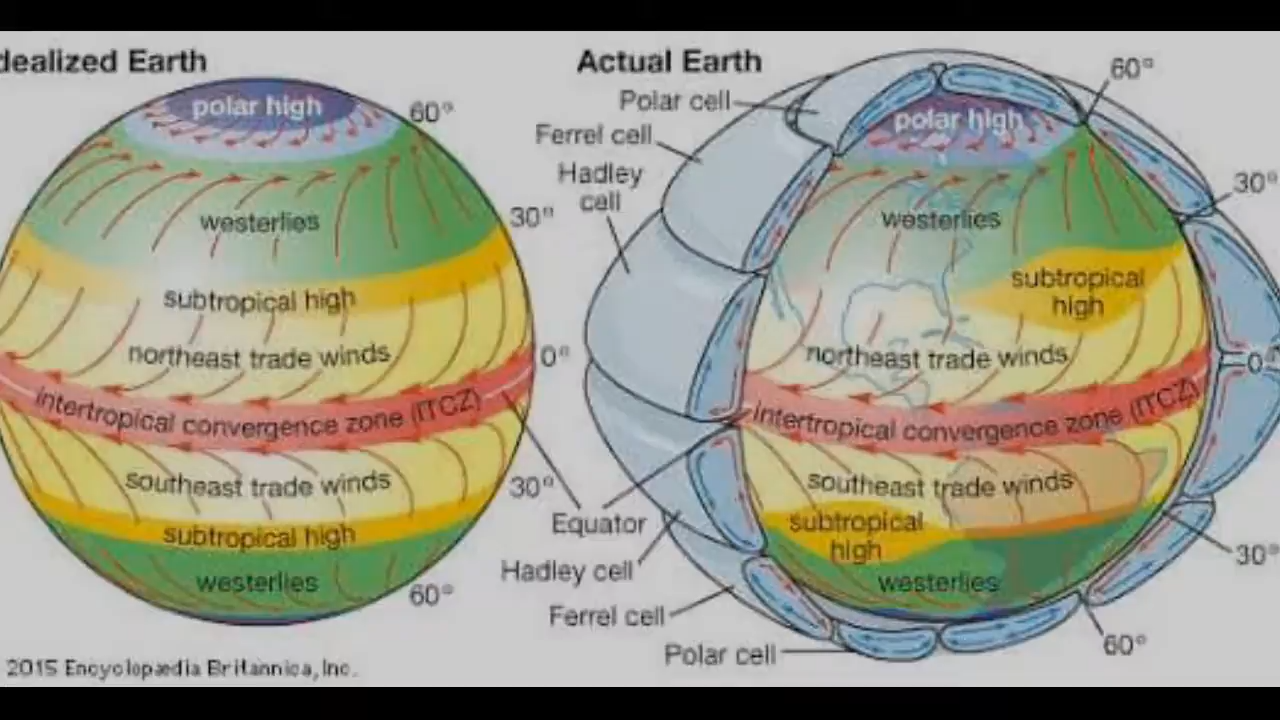 dealized Earth
polar high
60°
westerlies
30°
subtropical high
northeast trade winds
0°
intertropical convergence zone (ITCZ)
southeast trade winds
30°
subtropical high
westerlies
60°
2015 Encyclopædia Britannica, Inc.
Actual Earth
Polar cell
Ferrel cell
Hadley
cell
60°
polar high
30°
westerlies
subtropical
high
northeast trade winds
0°
intertropical convergence zone (ITCZ)
southeast trade winds
subtropical
high
Equator
30°
Hadley cell
westerlies
Ferrel cell
60°
Polar cell